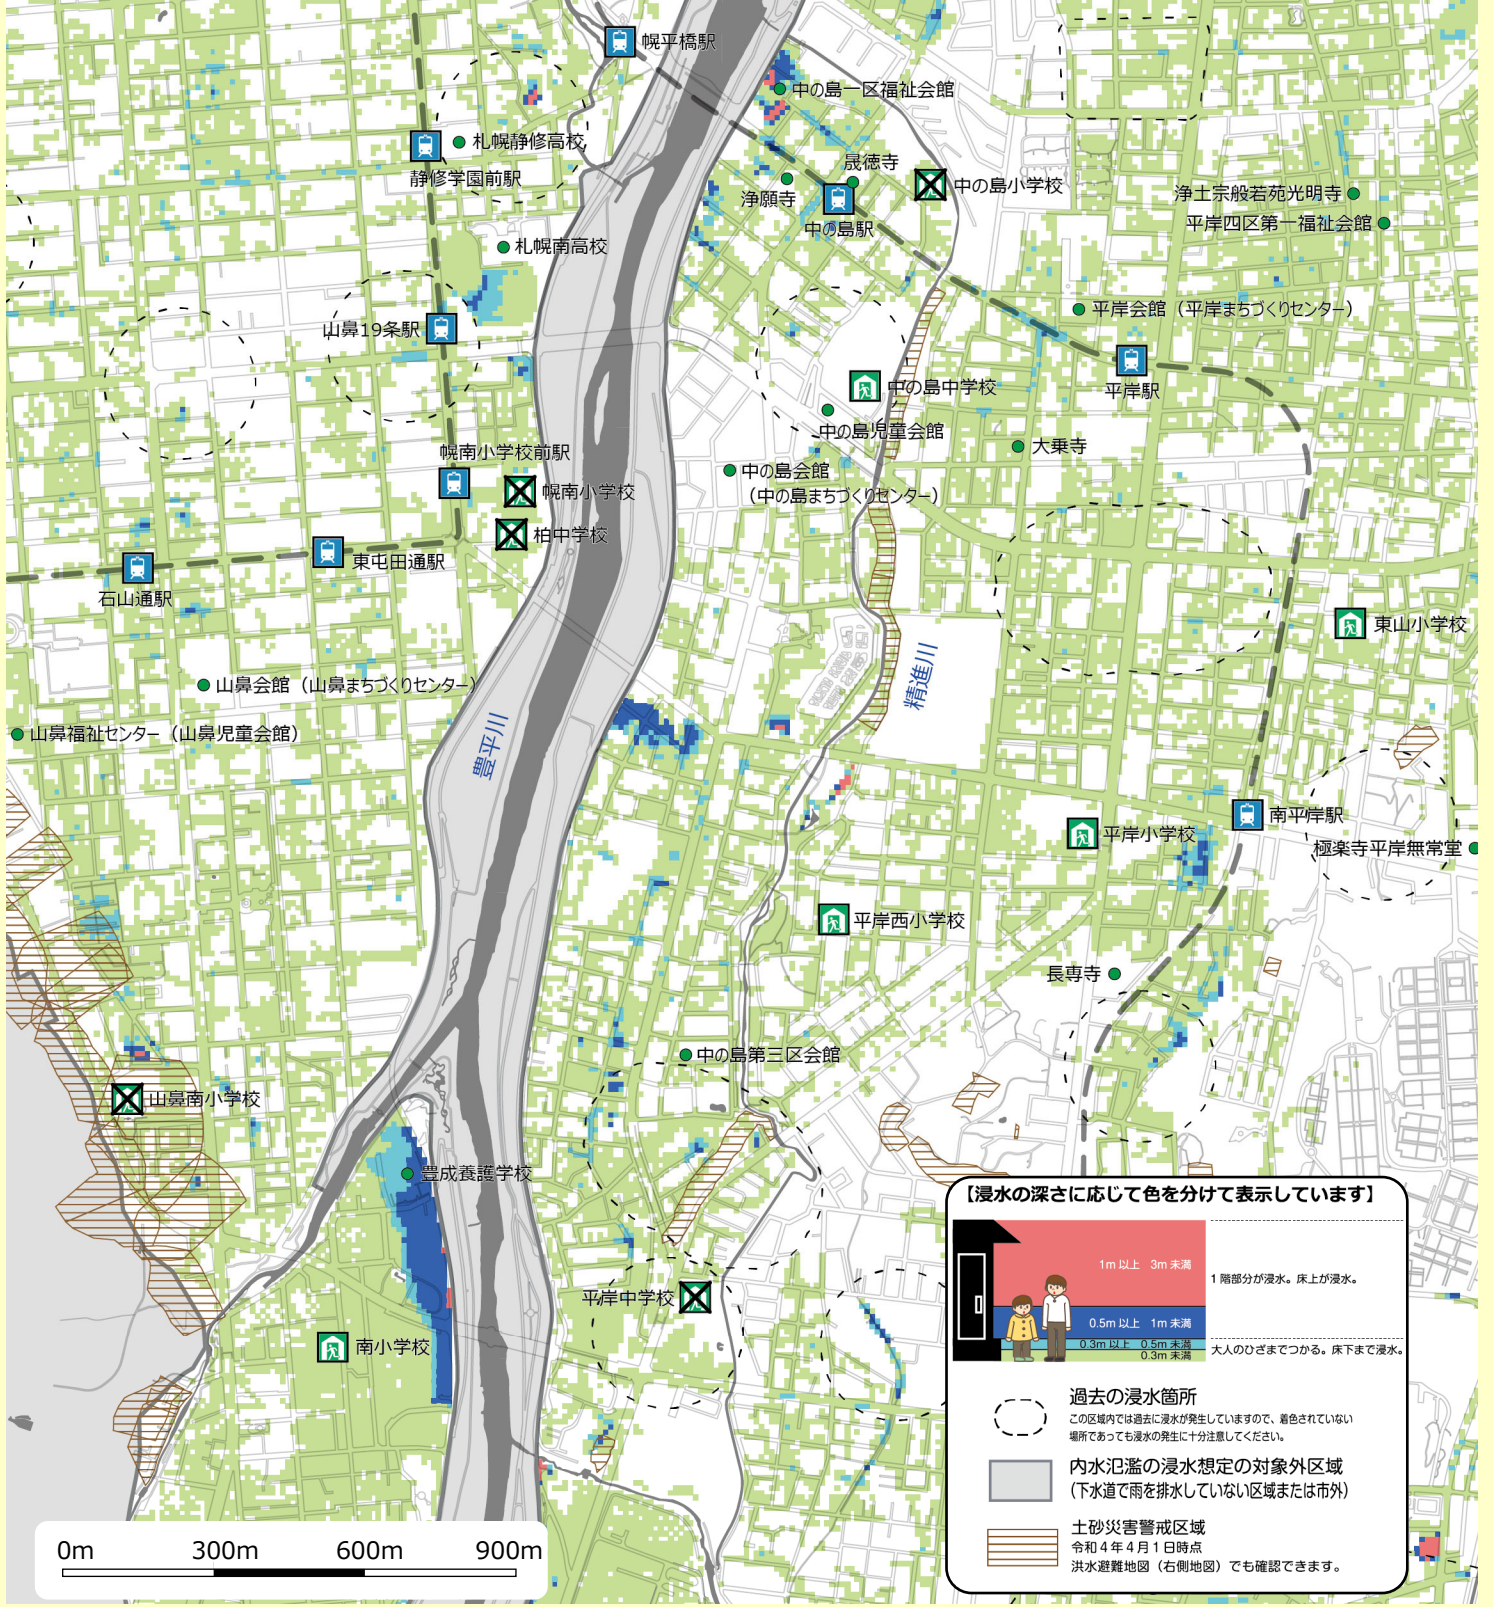 幌平橋駅
中の島一区福祉会館
札幌静修高校
静修学園前駅
晟徳寺
浄願寺
中の島小学校
中の島駅
浄土宗般若苑光明寺
平岸四区第一福祉会館
札幌南高校
山鼻19条駅
平岸会館（平岸まちづくりセンター）
平岸駅
中の島中学校
中の島児童会館
大乗寺
幌南小学校前駅
中の島会館
（中の島まちづくりセンター）
幌南小学校
柏中学校
東屯田通駅
石山通駅
東山小学校
精進川
山鼻会館（山鼻まちづくりセンター）
山鼻福祉センター（山鼻児童会館）
豊平川
南平岸駅
平岸小学校
極楽寺平岸無常堂
平岸西小学校
長専寺
中の島第三区会館
山鼻南小学校
豊成養護学校
平岸中学校
南小学校
【浸水の深さに応じて色を分けて表示しています】
1m 以上　3m 未満
1 階部分が浸水。床上が浸水。
0.5m 以上　1m 未満
0.3m 以上　0.5m 未満
大人のひざまでつかる。床下まで浸水。
0.3m 未満
過去の浸水箇所
この区域内では過去に浸水が発生していますので、着色されていない
場所であっても浸水の発生に十分注意してください。
内水氾濫の浸水想定の対象外区域
（下水道で雨を排水していない区域または市外）
土砂災害警戒区域
令和４年４月１日時点
洪水避難地図（右側地図）でも確認できます。
0m 300m 600m 900m